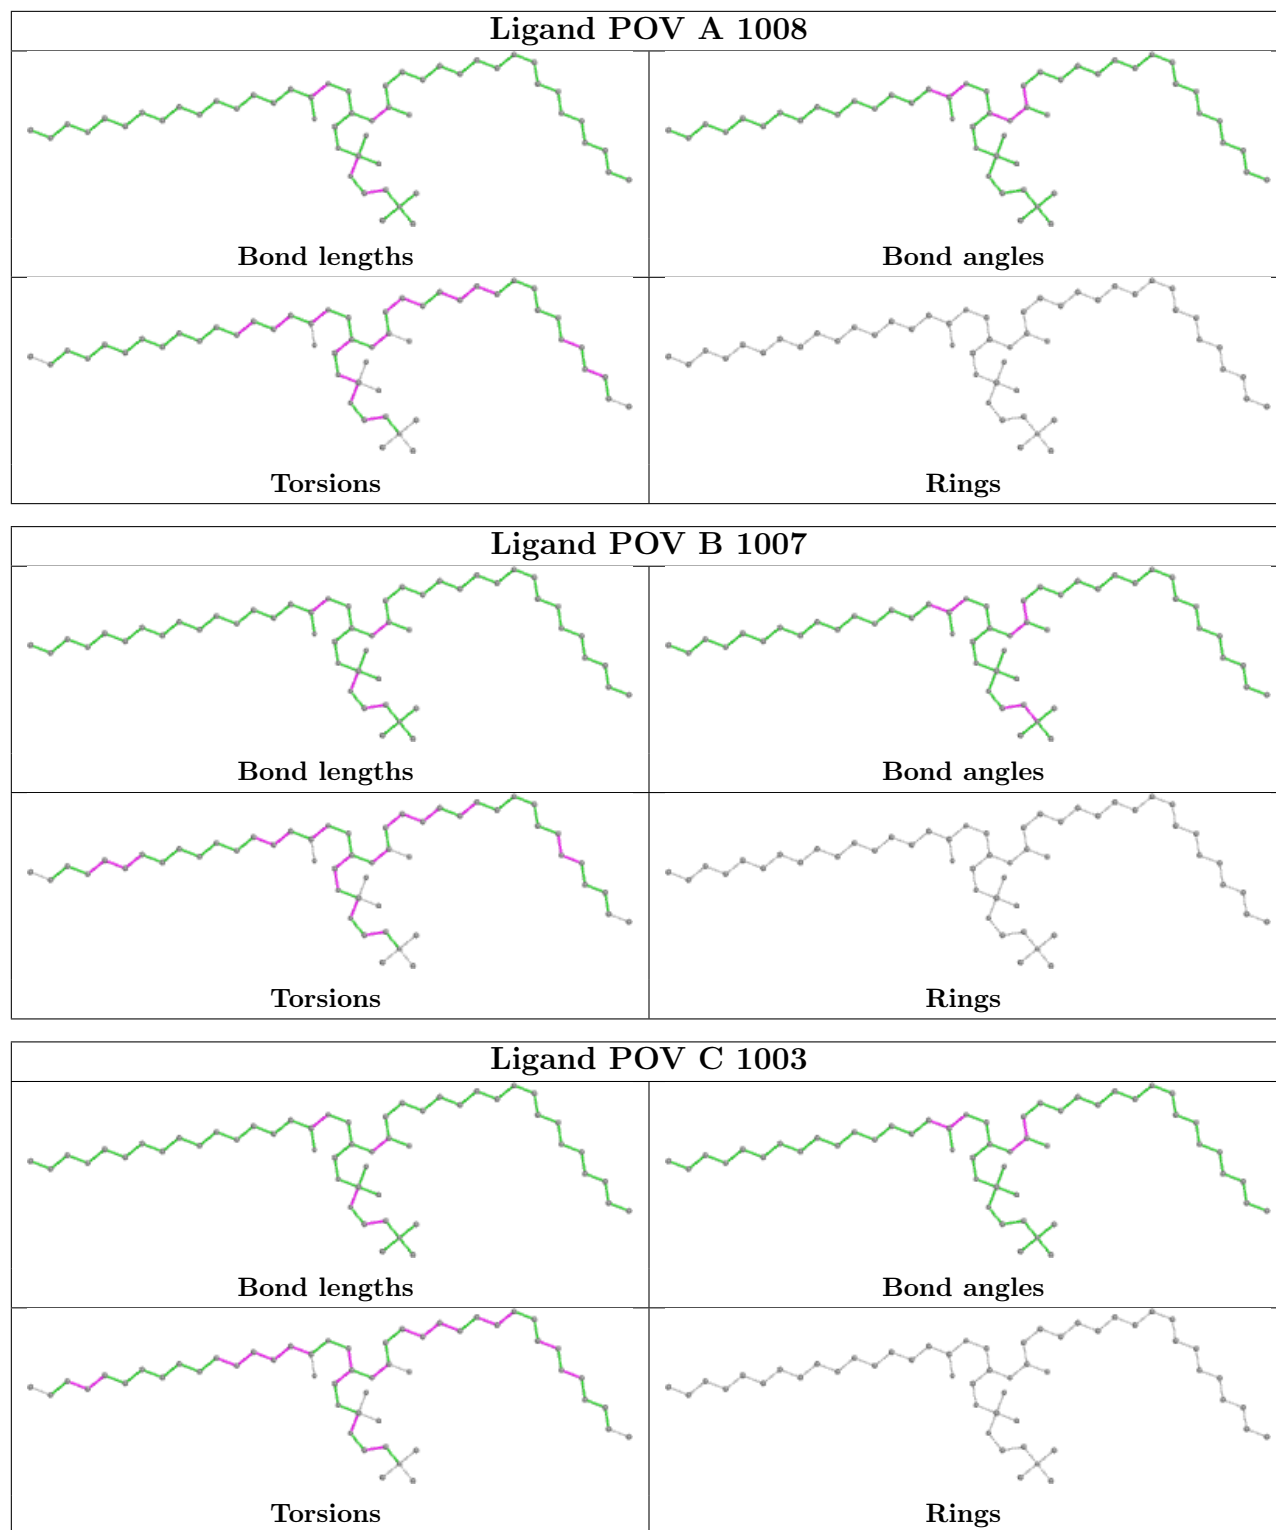 Ligand POV A 1008
Bond lengths
Bond angles
Torsions
Rings
Ligand POV B 1007
Bond lengths
Bond angles
Torsions
Rings
Ligand POV C 1003
Bond lengths
Bond angles
Torsions
Rings